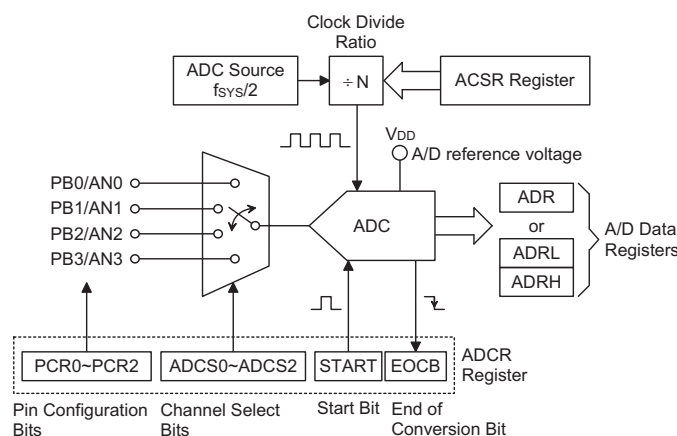 Clock Divide
Ratio
ADC Source
fSYS/2
÷ N
ACSR Register
VDD
A/D reference voltage
PB0/AN0
PB1/AN1
PB2/AN2
PB3/AN3
ADC
ADR
or
ADRL
ADRH
A/D Data
Registers
PCR0~PCR2
ADCS0~ADCS2
START
EOCB
ADCR
Register
Pin Configuration
Bits
Channel Select
Bits
Start Bit
End of
Conversion Bit